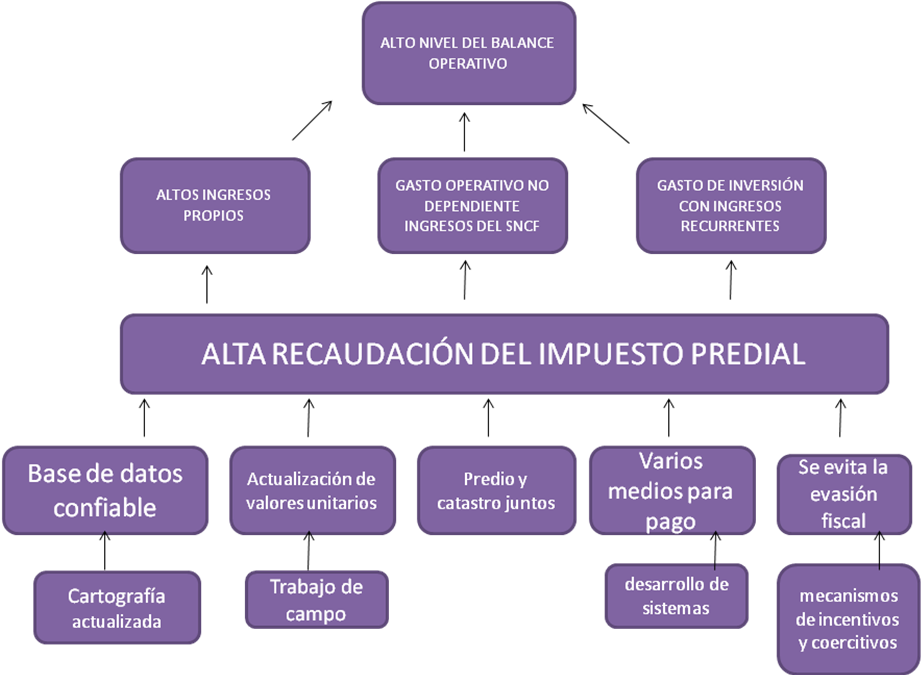 ALTO NIVEL DEL BALANCE
OPERATIVO
ALTOS INGRESOS
PROPIOS
GASTO OPERATIVO NO
DEPENDIENTE
INGRESOS DEL SNCF
GASTO DE INVERSIÓN
CON INGRESOS
RECURRENTES
ALTA RECAUDACIÓN DEL IMPUESTO PREDIAL
Base de datos
confiable
Actualización de
valores unitarios
Predio y
catastro juntos
Varios
medios para
pago
Se evita la
evasión
fiscal
Cartografía
actualizada
Trabajo de
campo
desarrollo de
sistemas
mecanismos
de incentivos
y coercitivos